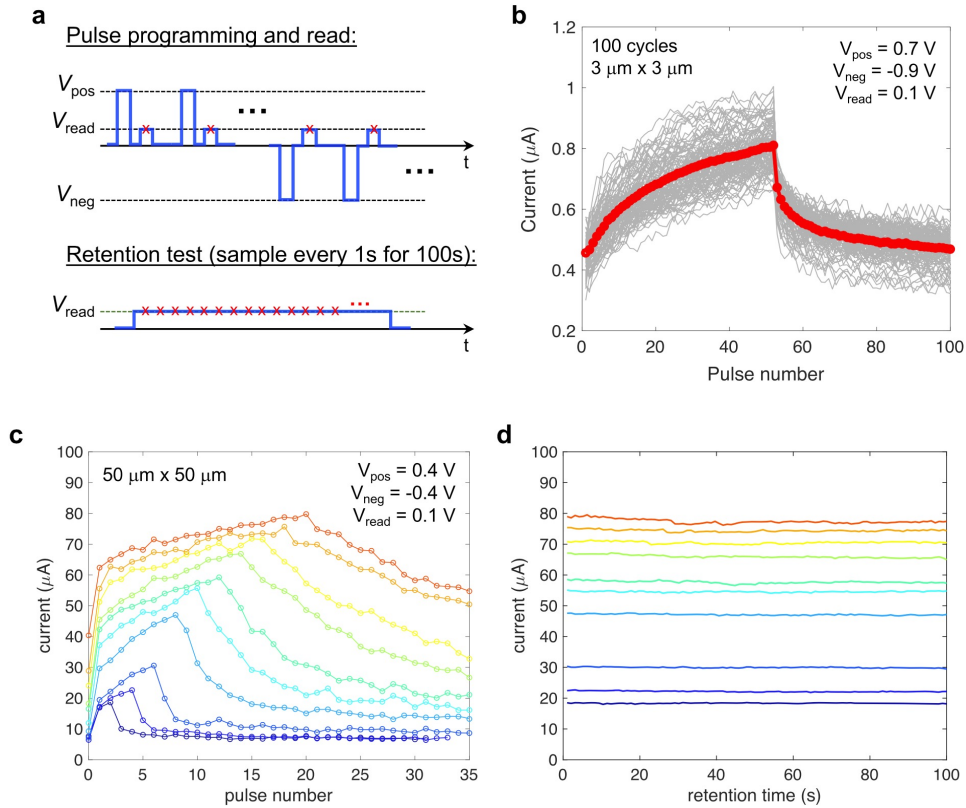 a
Pulse programming and read:
Vpos
Vread
Vneg
...
...
t
Retention test (sample every 1s for 100s):
Vread
...
t
b
100 cycles
3 μm x 3 μm
Vpos = 0.7 V
Vneg = -0.9 V
Vread = 0.1 V
1.2
1
0.8
0.6
0.4
0.2
Current (μA)
0 20 40 60 80 100
Pulse number
c
50 μm x 50 μm
Vpos = 0.4 V
Vneg = -0.4 V
Vread = 0.1 V
100
90
80
70
60
50
40
30
20
10
0
current (μA)
0 5 10 15 20 25 30 35
pulse number
d
100
90
80
70
60
50
40
30
20
10
0
current (μA)
0 20 40 60 80 100
retention time (s)